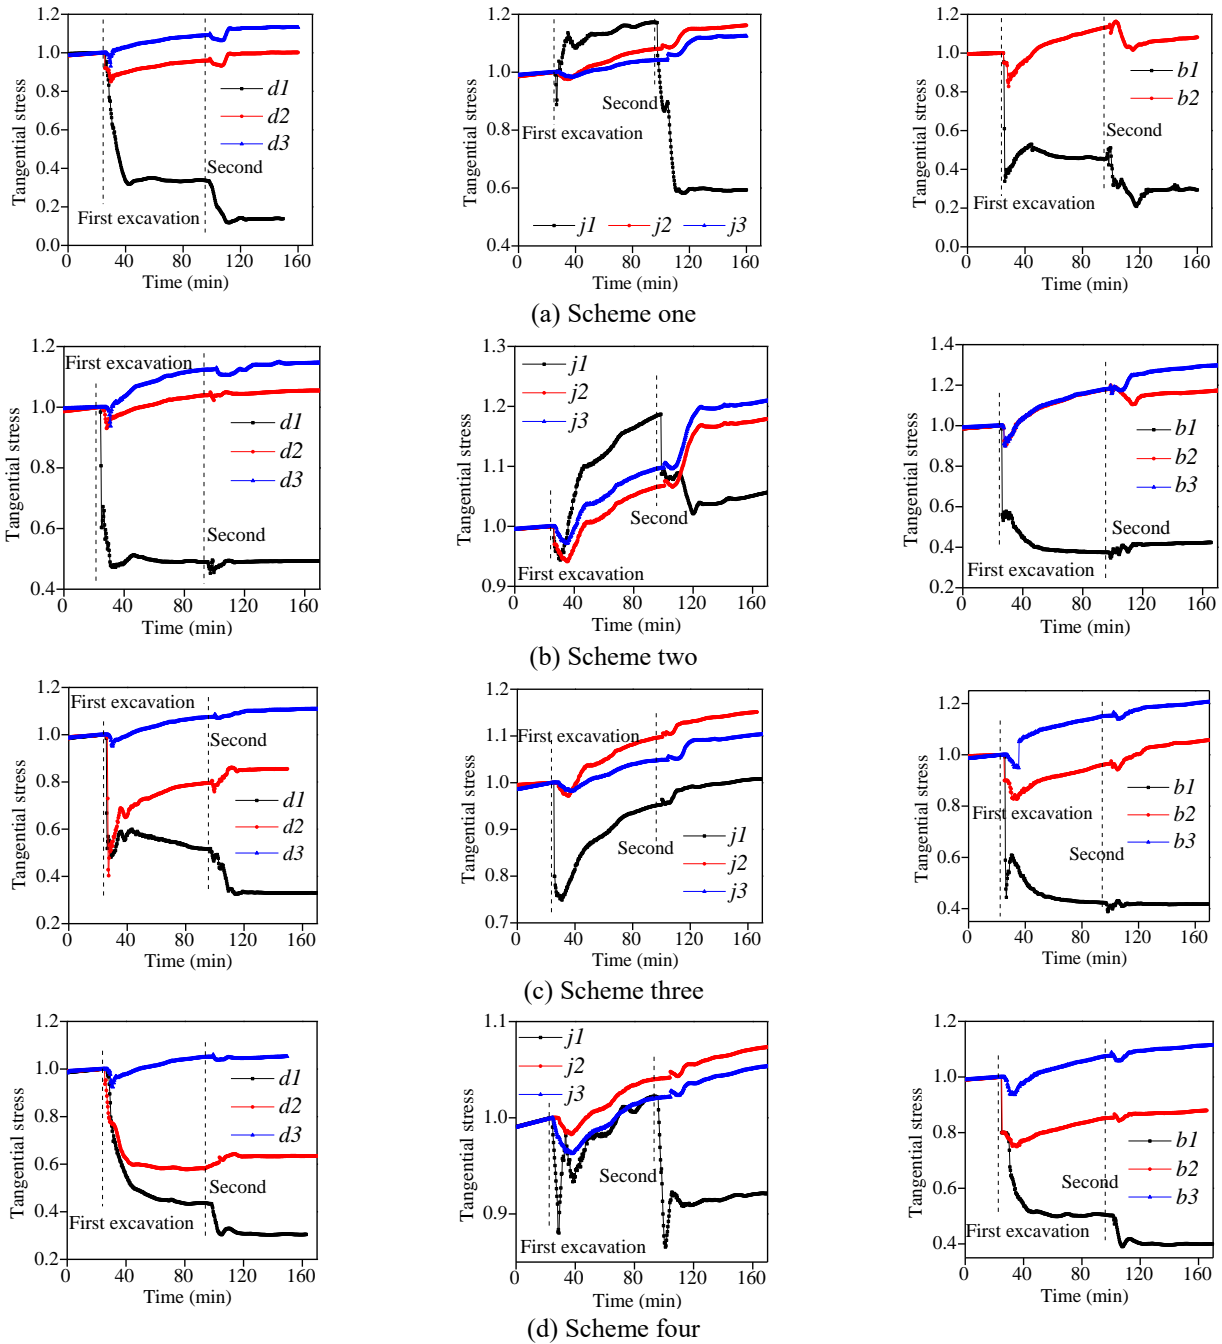 Tangential stress
1.2
1.0
0.8
0.6
0.4
0.2
0.0
d1
d2
d3
Second
First excavation
0 40 80 120 160
Time (min)
Tangential stress
1.2
1.0
0.8
0.6
0.4
Second
First excavation
j1 j2 j3
0 40 80 120 160
Time (min)
Tangential stress
1.2
1.0
0.8
0.6
0.4
0.2
0.0
b1
b2
Second
First excavation
0 40 80 120 160
Time (min)
(a) Scheme one
Tangential stress
1.2
1.0
0.8
0.6
0.4
First excavation
d1
d2
d3
Second
0 40 80 120 160
Time (min)
Tangential stress
1.3
1.2
1.1
1.0
0.9
j1
j2
j3
Second
First excavation
0 40 80 120 160
Time (min)
Tangential stress
1.4
1.2
1.0
0.8
0.6
0.4
0.2
b1
b2
b3
Second
First excavation
0 40 80 120 160
Time (min)
(b) Scheme two
Tangential stress
1.2
1.0
0.8
0.6
0.4
0.2
First excavation
Second
d1
d2
d3
0 40 80 120 160
Time (min)
Tangential stress
1.2
1.1
1.0
0.9
0.8
0.7
First excavation
Second
j1
j2
j3
0 40 80 120 160
Time (min)
Tangential stress
1.2
1.0
0.8
0.6
0.4
First excavation
b1
b2
b3
Second
0 40 80 120 160
Time (min)
(c) Scheme three
Tangential stress
1.2
1.0
0.8
0.6
0.4
0.2
d1
d2
d3
Second
First excavation
0 40 80 120 160
Time (min)
Tangential stress
1.1
1.0
0.9
j1
j2
j3
Second
First excavation
0 40 80 120 160
Time (min)
Tangential stress
1.2
1.0
0.8
0.6
0.4
b1
b2
b3
Second
First excavation
0 40 80 120 160
Time (min)
(d) Scheme four